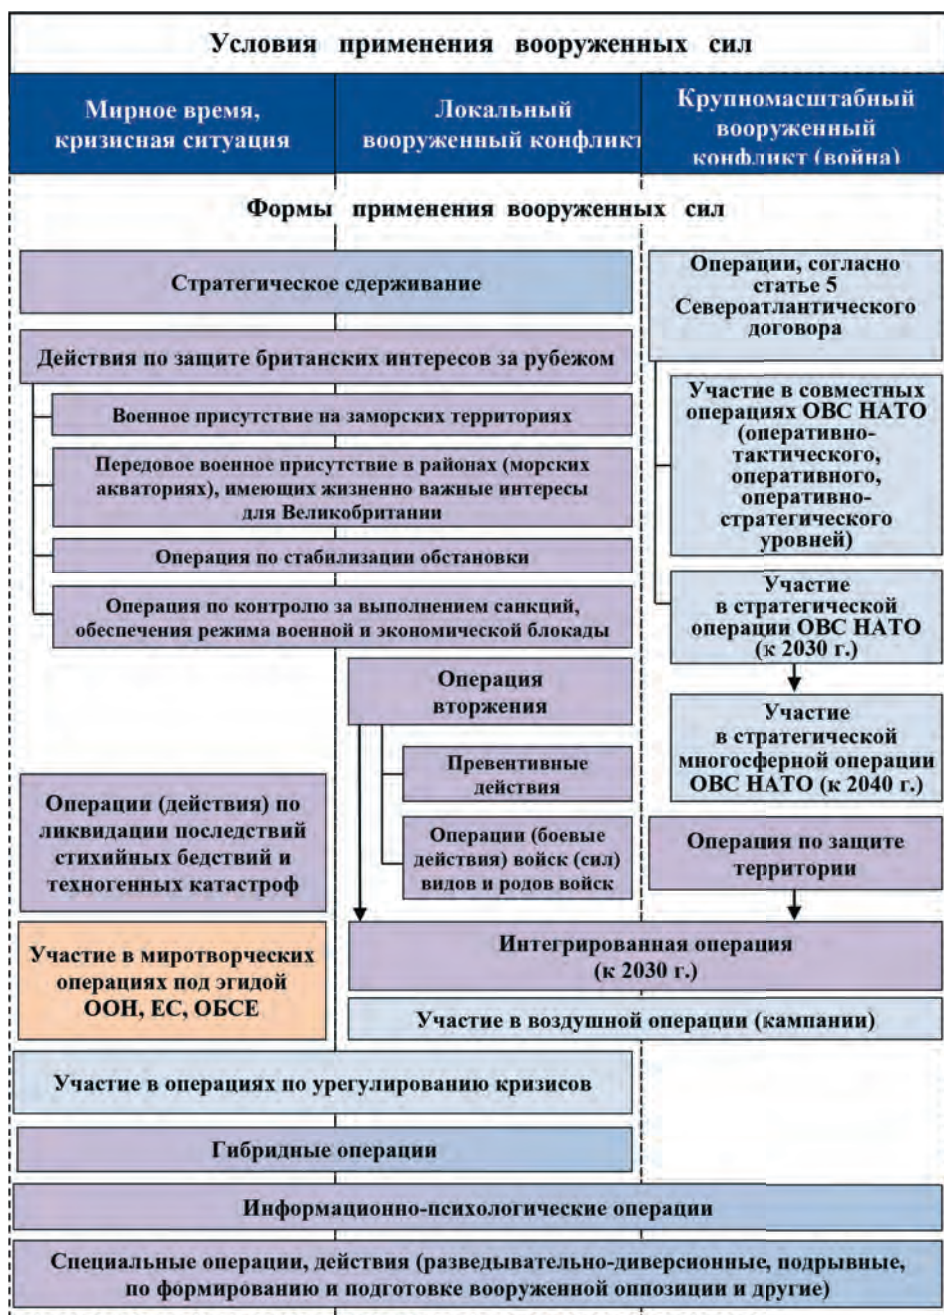 Условия применения вооруженных сил
Мирное время,
кризисная ситуация
Локальный
вооруженный конфликт
Крупномасштабный
вооруженный
конфликт (война)
Формы применения вооруженных сил
Стратегическое сдерживание
Действия по защите британских интересов за рубежом
Военное присутствие на заморских территориях
Передовое военное присутствие в районах (морских
акваториях), имеющих жизненно важные интересы
для Великобритании
Операция по стабилизации обстановки
Операция по контролю за выполнением санкций,
обеспечения режима военной и экономической блокады
Операции, согласно
статье 5
Североатлантического
договора
Участие в совместных
операциях ОВС НАТО
(оперативно-
тактического,
оперативного,
оперативно-
стратегического
уровней)
Участие
в стратегической
операции ОВС НАТО
(к 2030 г.)
Участие
в стратегической
многосферной операции
ОВС НАТО (к 2040 г.)
Операция
вторжения
Превентивные
действия
Операции (боевые
действия) войск (сил)
видов и родов войск
Операции (действия) по
ликвидации последствий
стихийных бедствий и
техногенных катастроф
Операция по защите
территории
Участие в миротворческих
операциях под эгидой
ООН, ЕС, ОБСЕ
Интегрированная операция
(к 2030 г.)
Участие в воздушной операции (кампании)
Участие в операциях по урегулированию кризисов
Гибридные операции
Информационно-психологические операции
Специальные операции, действия (разведывательно-диверсионные, подрывные,
по формированию и подготовке вооруженной оппозиции и другие)